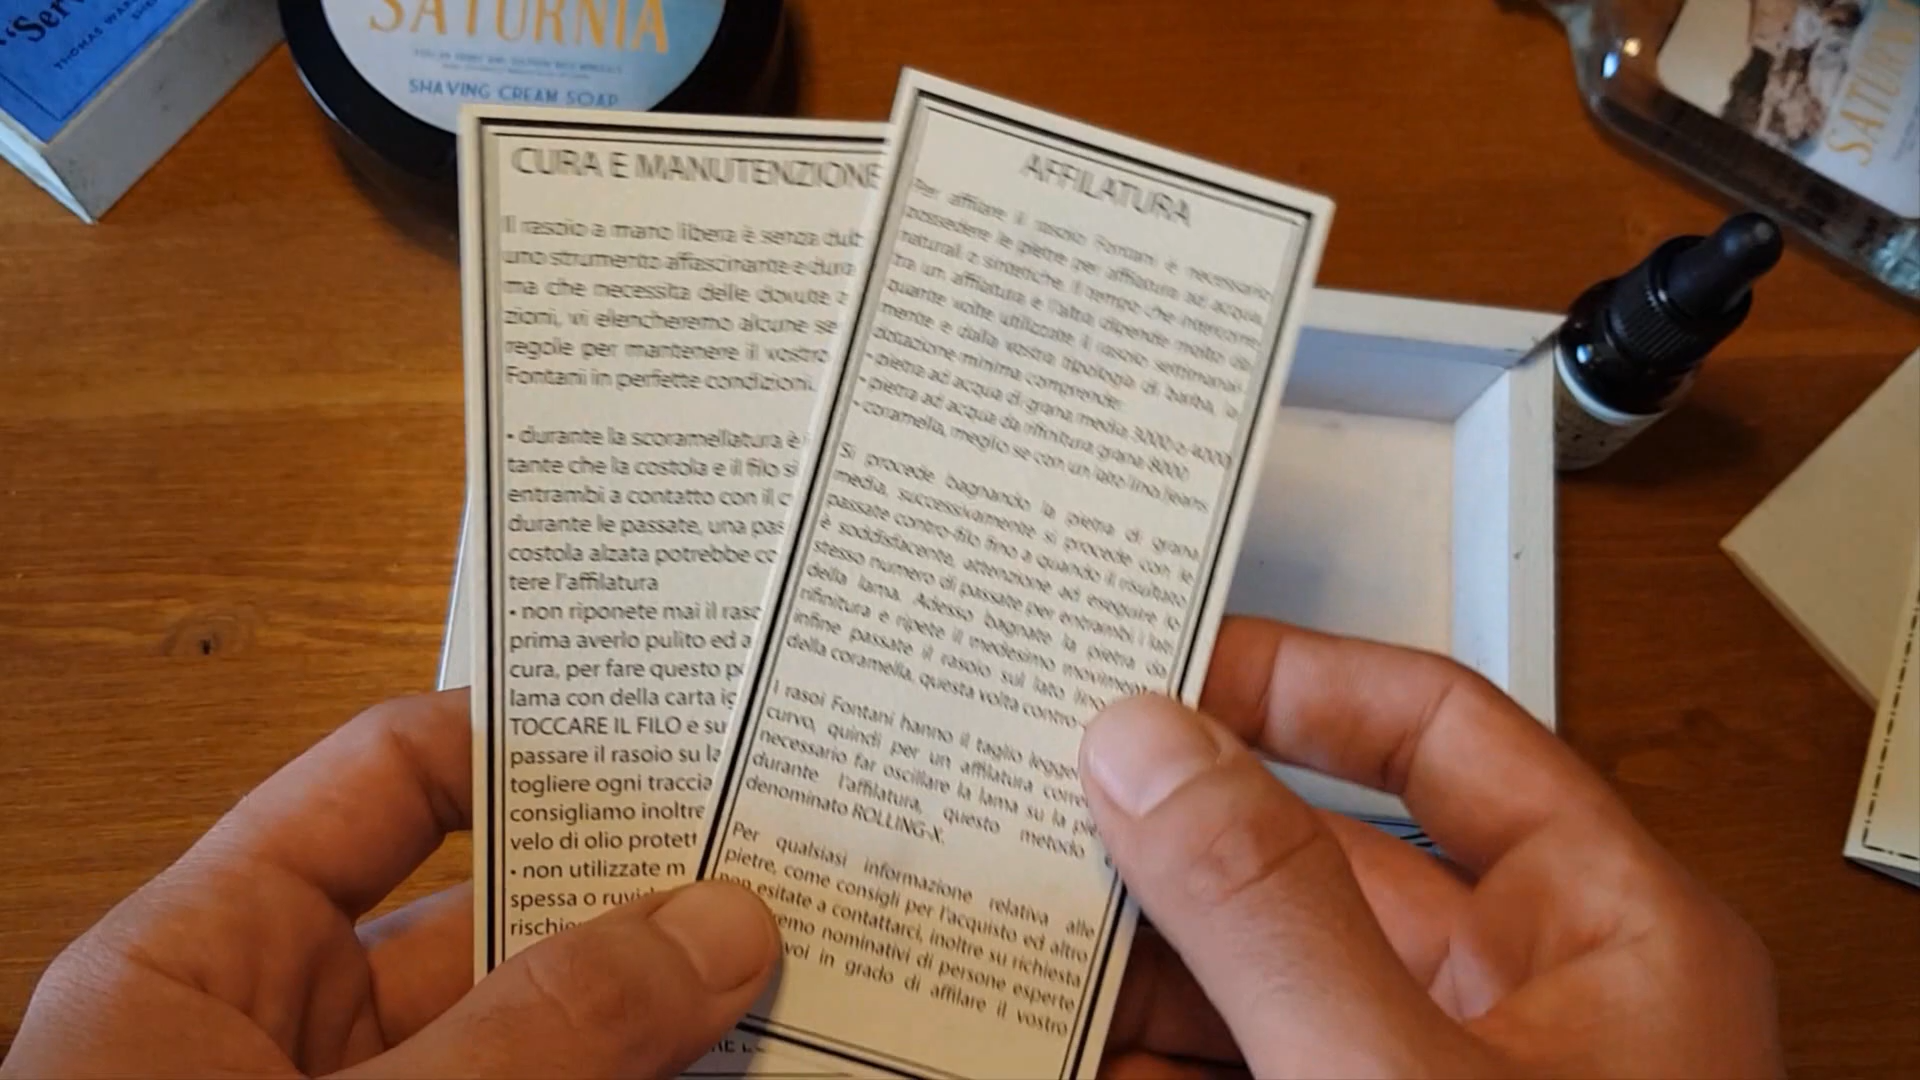 "Serv
THOMAS WAR
SHE
SATURNIA
SHAVING CREAM SOAP
SATURN
CURA E MANUTENZIONE
Il rasoio a mano libera è senza dub
uno strumento affascinante e dura
ma che necessita delle dovute
zioni, vi elencheremo alcune se
regole per mantenere il vostro
Fontani in perfette condizioni.
• durante la scoramellatura è
tante che la costola e il filo si
entrambi a contatto con il c
durante le passate, una pas
costola alzata potrebbe co
tere l'affilatura
• non riponete mai il raso
prima averlo pulito ed a
cura, per fare questo po
lama con della carta ig
TOCCARE IL FILO e su
passare il rasoio su la
togliere ogni traccia
consigliamo inoltre
velo di olio protett
• non utilizzate m
spessa o ruvid
rischio
AFFILATURA
Per affilare il rasoio Fontani è necessario
possedere le pietre per affilatura ad acqua,
naturali o sintetiche. Il tempo che intercorre
tra un affilatura e l'altra dipende molto da
quante volte utilizzate il rasoio settimanal-
mente e dalla vostra tipologia di barba, la
dotazione minima comprende:
• pietra ad acqua di grana media 3000 o 4000
• pietra ad acqua da rifinitura grana 8000
• coramella, meglio se con un lato lino/jeans
Si procede bagnando la pietra di grana
media, successivamente si procede con le
passate contro-filo fino a quando il risultato
è soddisfacente, attenzione ad eseguire lo
stesso numero di passate per entrambi i lati
della lama. Adesso bagnate la pietra da
rifinitura e ripete il medesimo movimento
infine passate il rasoio sul lato lino
della coramella, questa volta contro-
I rasoi Fontani hanno il taglio legger
curvo, quindi per un affilatura corre
necessario far oscillare la lama su la pie
durante l'affilatura, questo metodo è
denominato ROLLING-X.
Per qualsiasi informazione relativa alle
pietre, come consigli per l'acquisto ed altro
non esitate a contattarci, inoltre su richiesta
remo nominativi di persone esperte
voi in grado di affilare il vostro